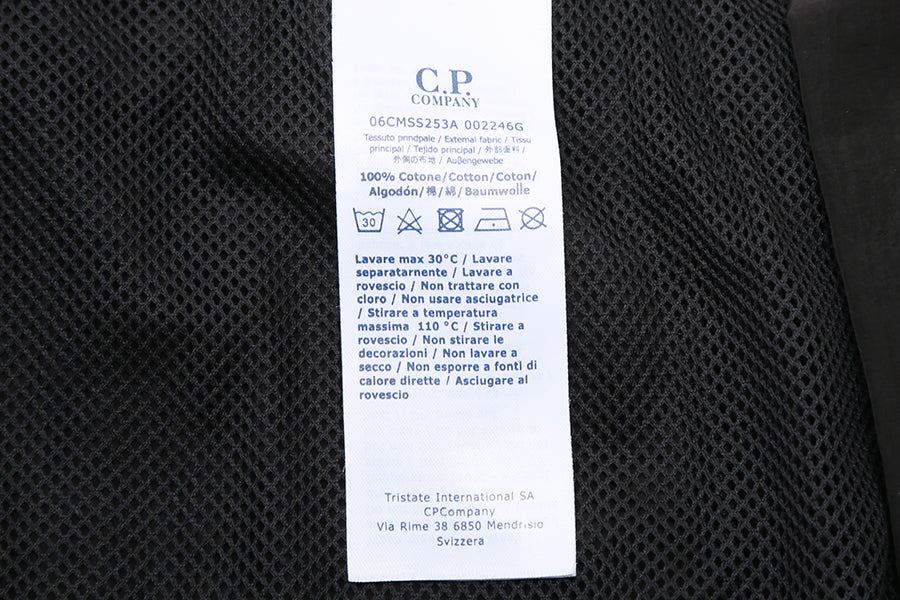 C.P.
COMPANY
06CMSS253A 002246G
Tessuto prndpale / External fabric / Tissu
principal / Tejido principal / 外部面料 /
外側の布地 / Außengewebe
100% Cotone/Cotton/Coton/
Algodón/棉/綿/Baumwolle
30
Lavare max 30°C / Lavare
separatarnente / Lavare a
rovescio / Non trattare con
cloro / Non usare asciugatrice
/ Stirare a temperatura
massima 110 °C / Stirare a
rovescio / Non stirare le
decorazioni / Non lavare a
secco / Non esporre a fonti di
calore dirette / Asciugare al
rovescio
Tristate International SA
CPCompany
Via Rime 38 6850 Mendrisio
Svizzera